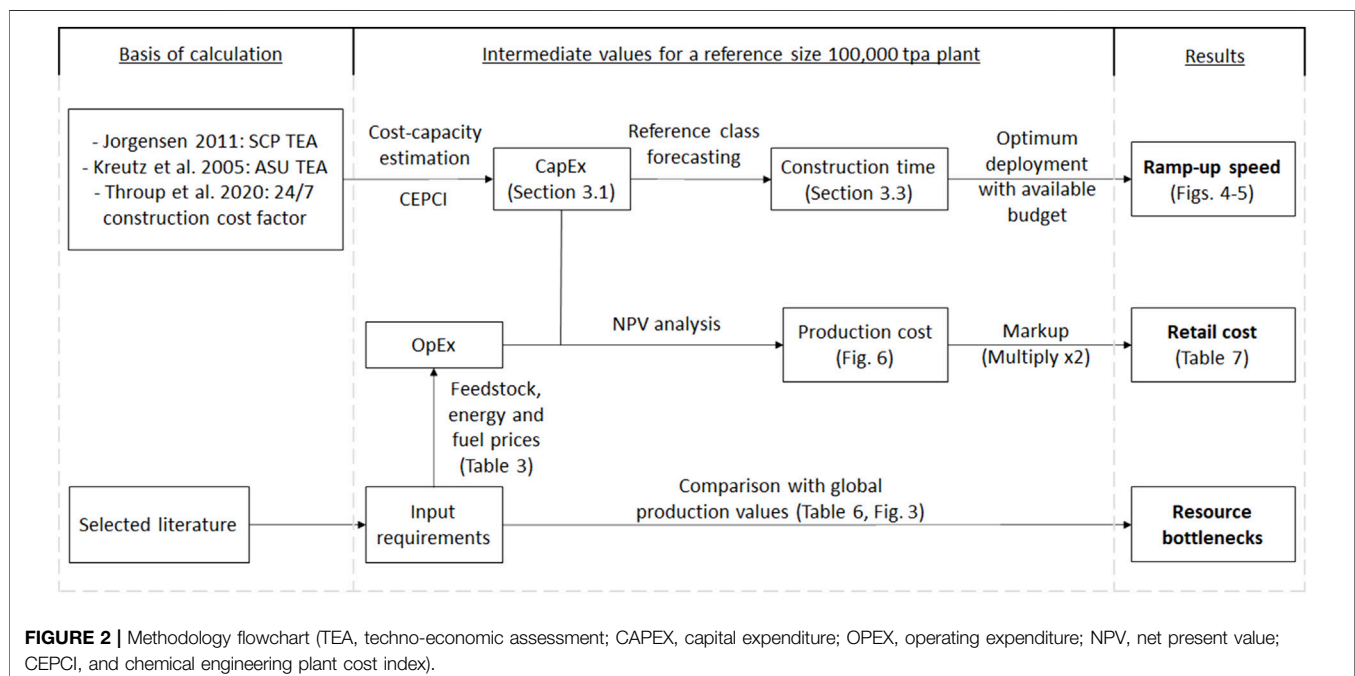 Basis of calculation
Intermediate values for a reference size 100,000 tpa plant
Results
- Jorgensen 2011: SCP TEA
- Kreutz et al. 2005: ASU TEA
- Throup et al. 2020: 24/7
construction cost factor
Cost-capacity
estimation
CEPCI
CapEx
(Section 3.1)
Reference class
forecasting
Construction time
(Section 3.3)
Optimum
deployment
with available
budget
Ramp-up speed
(Figs. 4-5)
OpEx
NPV analysis
Production cost
(Fig. 6)
Markup
(Multiply x2)
Retail cost
(Table 7)
Feedstock,
energy and
fuel prices
(Table 3)
Selected literature
Input
requirements
Comparison with global
production values (Table 6, Fig. 3)
Resource
bottlenecks
FIGURE 2 | Methodology flowchart (TEA, techno-economic assessment; CAPEX, capital expenditure; OPEX, operating expenditure; NPV, net present value;
CEPCI, and chemical engineering plant cost index).